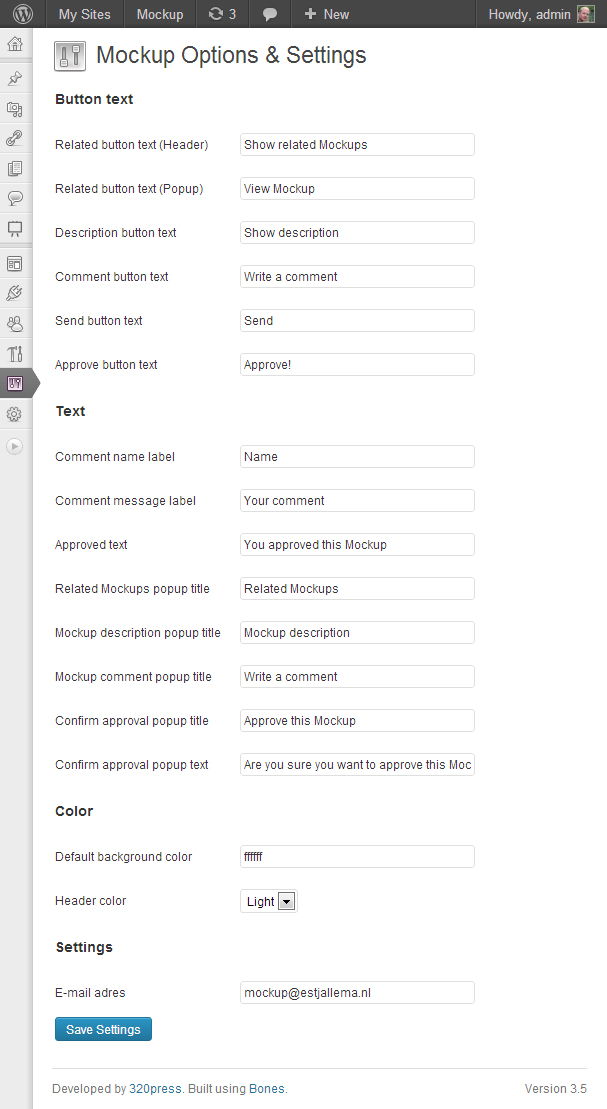 My Sites Mockup 3 New Howdy, admin
Mockup Options & Settings
Button text
Related button text (Header) Show related Mockups
Related button text (Popup) View Mockup
Description button text Show description
Comment button text Write a comment
Send button text Send
Approve button text Approve!
Text
Comment name label Name
Comment message label Your comment
Approved text You approved this Mockup
Related Mockups popup title Related Mockups
Mockup description popup title Mockup description
Mockup comment popup title Write a comment
Confirm approval popup title Approve this Mockup
Confirm approval popup text Are you sure you want to approve this Moc
Color
Default background color ffffff
Header color Light
Settings
E-mail adres mockup@estjallema.nl
Save Settings
Developed by 320press. Built using Bones. Version 3.5